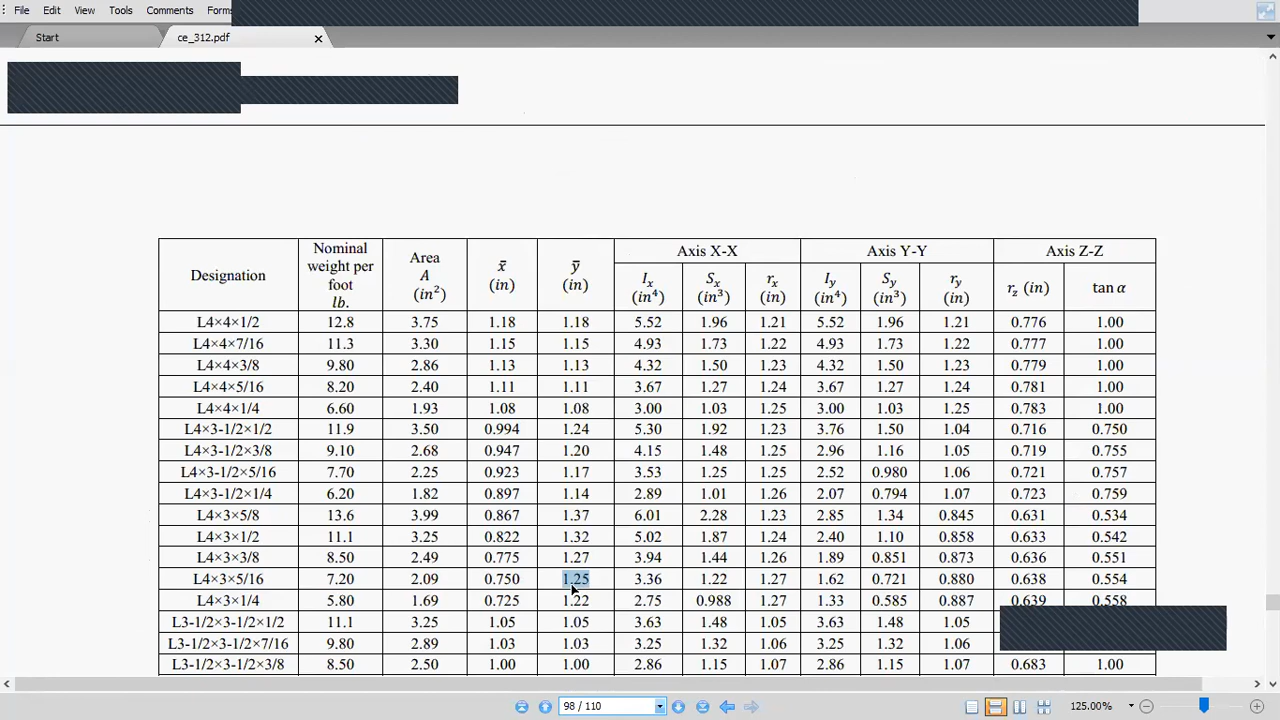 File Edit View Tools Comments Forms
Start ce_312.pdf
Designation Nominal weight per foot lb. Area A (in²) x̄ (in) ȳ (in) Axis X-X Axis Y-Y Axis Z-Z
I_x (in⁴) S_x (in³) r_x (in) I_y (in⁴) S_y (in³) r_y (in) r_z (in) tan α
L4×4×1/2 12.8 3.75 1.18 1.18 5.52 1.96 1.21 5.52 1.96 1.21 0.776 1.00
L4×4×7/16 11.3 3.30 1.15 1.15 4.93 1.73 1.22 4.93 1.73 1.22 0.777 1.00
L4×4×3/8 9.80 2.86 1.13 1.13 4.32 1.50 1.23 4.32 1.50 1.23 0.779 1.00
L4×4×5/16 8.20 2.40 1.11 1.11 3.67 1.27 1.24 3.67 1.27 1.24 0.781 1.00
L4×4×1/4 6.60 1.93 1.08 1.08 3.00 1.03 1.25 3.00 1.03 1.25 0.783 1.00
L4×3-1/2×1/2 11.9 3.50 0.994 1.24 5.30 1.92 1.23 3.76 1.50 1.04 0.716 0.750
L4×3-1/2×3/8 9.10 2.68 0.947 1.20 4.15 1.48 1.25 2.96 1.16 1.05 0.719 0.755
L4×3-1/2×5/16 7.70 2.25 0.923 1.17 3.53 1.25 1.25 2.52 0.980 1.06 0.721 0.757
L4×3-1/2×1/4 6.20 1.82 0.897 1.14 2.89 1.01 1.26 2.07 0.794 1.07 0.723 0.759
L4×3×5/8 13.6 3.99 0.867 1.37 6.01 2.28 1.23 2.85 1.34 0.845 0.631 0.534
L4×3×1/2 11.1 3.25 0.822 1.32 5.02 1.87 1.24 2.40 1.10 0.858 0.633 0.542
L4×3×3/8 8.50 2.49 0.775 1.27 3.94 1.44 1.26 1.89 0.851 0.873 0.636 0.551
L4×3×5/16 7.20 2.09 0.750 1.25 3.36 1.22 1.27 1.62 0.721 0.880 0.638 0.554
L4×3×1/4 5.80 1.69 0.725 1.22 2.75 0.988 1.27 1.33 0.585 0.887 0.639 0.558
L3-1/2×3-1/2×1/2 11.1 3.25 1.05 1.05 3.63 1.48 1.05 3.63 1.48 1.05
L3-1/2×3-1/2×7/16 9.80 2.89 1.03 1.03 3.25 1.32 1.06 3.25 1.32 1.06
L3-1/2×3-1/2×3/8 8.50 2.50 1.00 1.00 2.86 1.15 1.07 2.86 1.15 1.07 0.683 1.00
98 / 110 125.00%